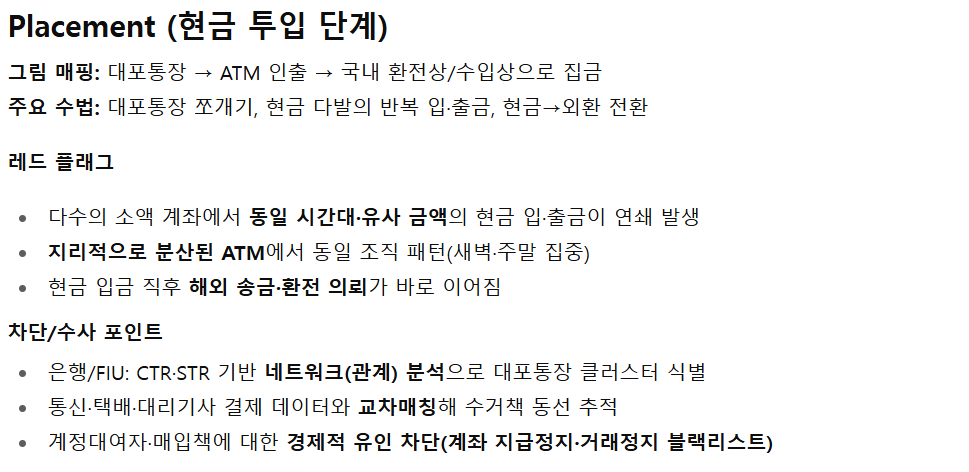 Placement (현금 투입 단계)
그림 매핑: 대포통장 → ATM 인출 → 국내 환전상/수입상으로 집금
주요 수법: 대포통장 쪼개기, 현금 다발의 반복 입·출금, 현금→외환 전환
레드 플래그
• 다수의 소액 계좌에서 동일 시간대·유사 금액의 현금 입·출금이 연쇄 발생
• 지리적으로 분산된 ATM에서 동일 조직 패턴(새벽·주말 집중)
• 현금 입금 직후 해외 송금·환전 의뢰가 바로 이어짐
차단/수사 포인트
• 은행/FIU: CTR·STR 기반 네트워크(관계) 분석으로 대포통장 클러스터 식별
• 통신·택배·대리기사 결제 데이터와 교차매칭해 수거책 동선 추적
• 계정대여자·매입책에 대한 경제적 유인 차단(계좌 지급정지·거래정지 블랙리스트)